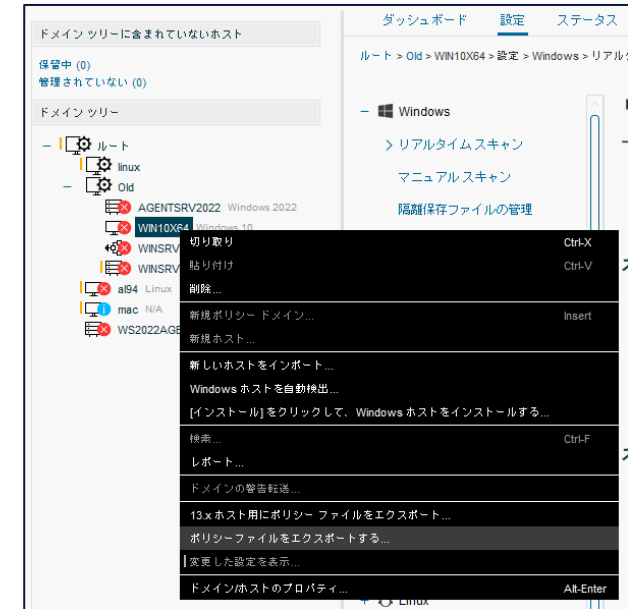 ドメイン ツリーに含まれていないホスト
保留中 (0)
管理されていない (0)
ドメイン ツリー
ルート
linux
Old
AGENTSRV2022 Windows 2022
WIN10X64 Windows 10
WINSRV
WINSRV
al94 Linux
mac N/A
WS2022AGE
ダッシュボード 設定 ステータス
ルート > Old > WIN10X64 > 設定 > Windows > リアル
Windows
リアルタイム スキャン
マニュアル スキャン
隔離保存ファイルの管理
切り取り Ctrl-X
貼り付け Ctrl-V
削除...
新規ポリシー ドメイン... Insert
新規ホスト...
新しいホストをインポート...
Windows ホストを自動検出...
[インストール] をクリックして、Windows ホストをインストールする...
検索... Ctrl-F
レポート...
ドメインの警告転送...
13.x ホスト用にポリシー ファイルをエクスポート...
ポリシーファイルをエクスポートする...
変更した設定を表示...
ドメイン/ホストのプロパティ... Alt-Enter
Linux